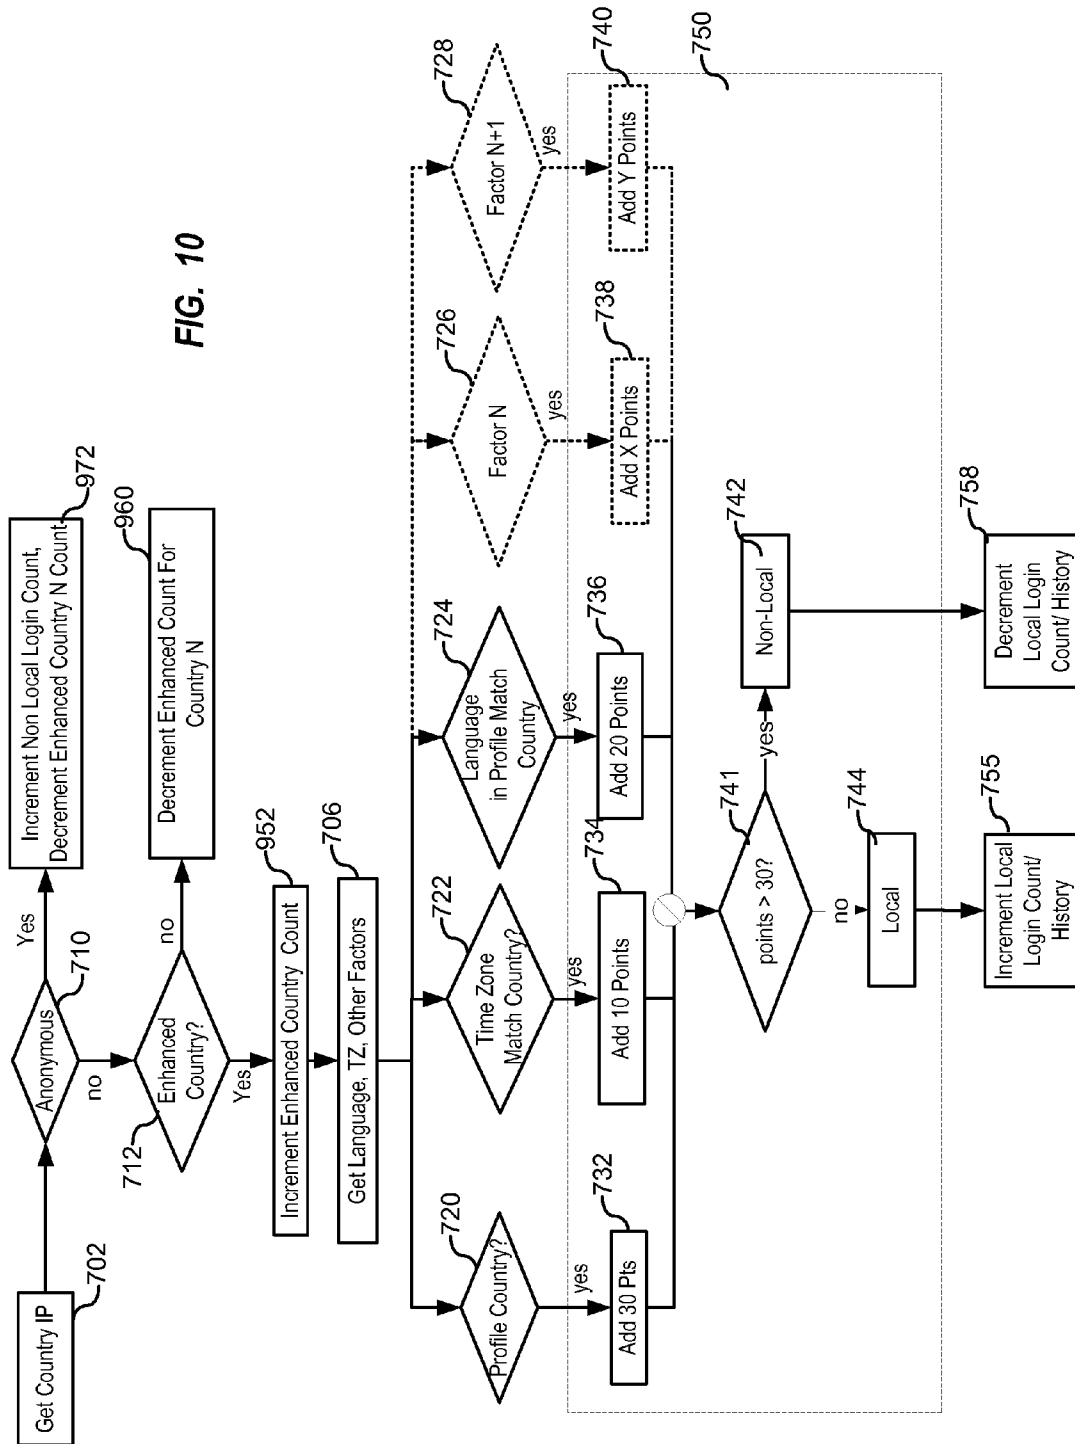 FIG. 10
Get Country IP
702
Anonymous
710
Yes
no
Increment Non Local Login Count,
Decrement Enhanced Country N Count
972
Enhanced
Country?
712
no
Yes
Decrement Enhanced Count For
Country N
960
Increment Enhanced Country Count
952
Get Language, TZ, Other Factors
706
Profile Country?
720
yes
Time Zone
Match Country?
722
yes
Language
in Profile Match
Country
724
yes
Factor N
726
yes
Factor N+1
728
yes
Add 30 Pts
732
Add 10 Points
734
Add 20 Points
736
Add X Points
738
Add Y Points
740
750
points > 30?
741
yes
no
Non-Local
742
Local
744
Increment Local
Login Count/
History
755
Decrement
Local Login
Count/ History
758